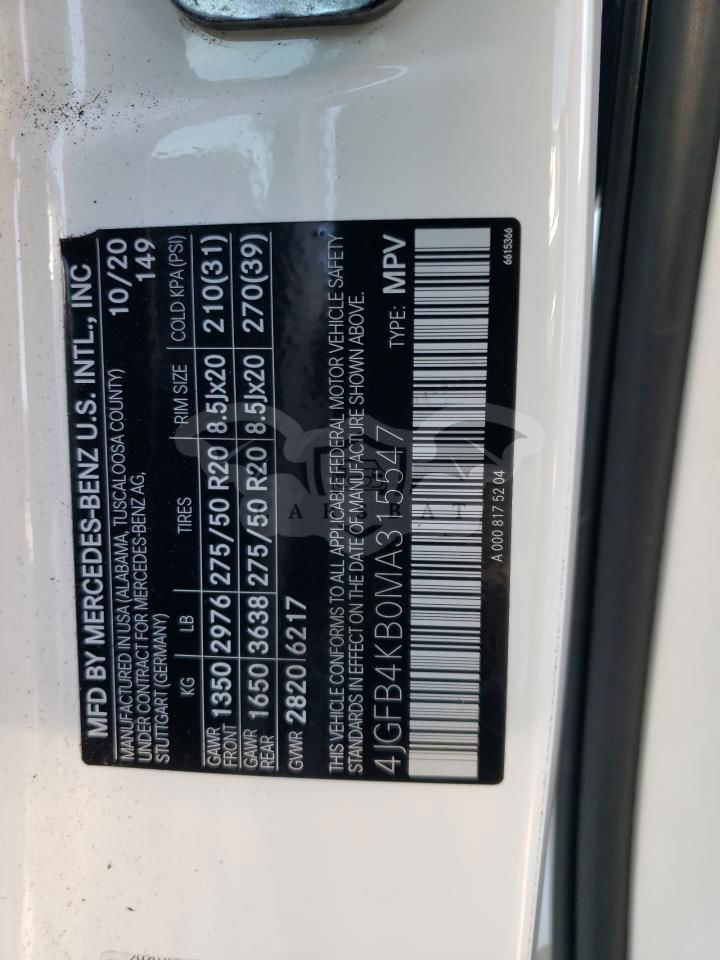 MFD BY MERCEDES-BENZ U.S. INTL., INC
MANUFACTURED IN USA (ALABAMA, TUSCALOOSA COUNTY) 10/20
UNDER CONTRACT FOR MERCEDES-BENZ AG, 149
STUTTGART (GERMANY)
KG LB TIRES RIM SIZE COLD KPA(PSI)
GAWR FRONT 1350 2976 275/50 R20 8.5Jx20 210(31)
GAWR REAR 1650 3638 275/50 R20 8.5Jx20 270(39)
GVWR 2820 6217
THIS VEHICLE CONFORMS TO ALL APPLICABLE FEDERAL MOTOR VEHICLE SAFETY
STANDARDS IN EFFECT ON THE DATE OF MANUFACTURE SHOWN ABOVE.
4JGFB4KB0MA315547 TYPE: MPV
A 000 817 52 04 6615366